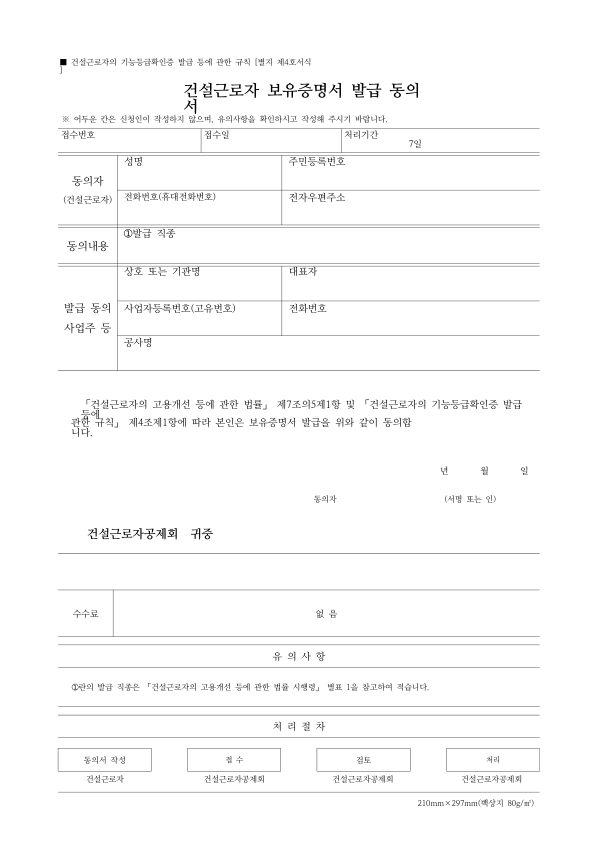 ■ 건설근로자의 기능등급확인증 발급 등에 관한 규칙 [별지 제4호서식
]
건설근로자 보유증명서 발급 동의
서
※ 어두운 칸은 신청인이 작성하지 않으며, 유의사항을 확인하시고 작성해 주시기 바랍니다.
접수번호 접수일 처리기간
7일
동의자
(건설근로자)
성명 주민등록번호
전화번호(휴대전화번호) 전자우편주소
동의내용 ①발급 직종
발급 동의
사업주 등
상호 또는 기관명 대표자
사업자등록번호(고유번호) 전화번호
공사명
「건설근로자의 고용개선 등에 관한 법률」 제7조의5제1항 및 「건설근로자의 기능등급확인증 발급
등에
관한 규칙」 제4조제1항에 따라 본인은 보유증명서 발급을 위와 같이 동의합
니다.
년 월 일
동의자 (서명 또는 인)
건설근로자공제회 귀중
수수료 없 음
유 의 사 항
①란의 발급 직종은 「건설근로자의 고용개선 등에 관한 법률 시행령」 별표 1을 참고하여 적습니다.
처 리 절 차
동의서 작성 접 수 검토 처리
건설근로자 건설근로자공제회 건설근로자공제회 건설근로자공제회
210mm×297mm(백상지 80g/㎡)